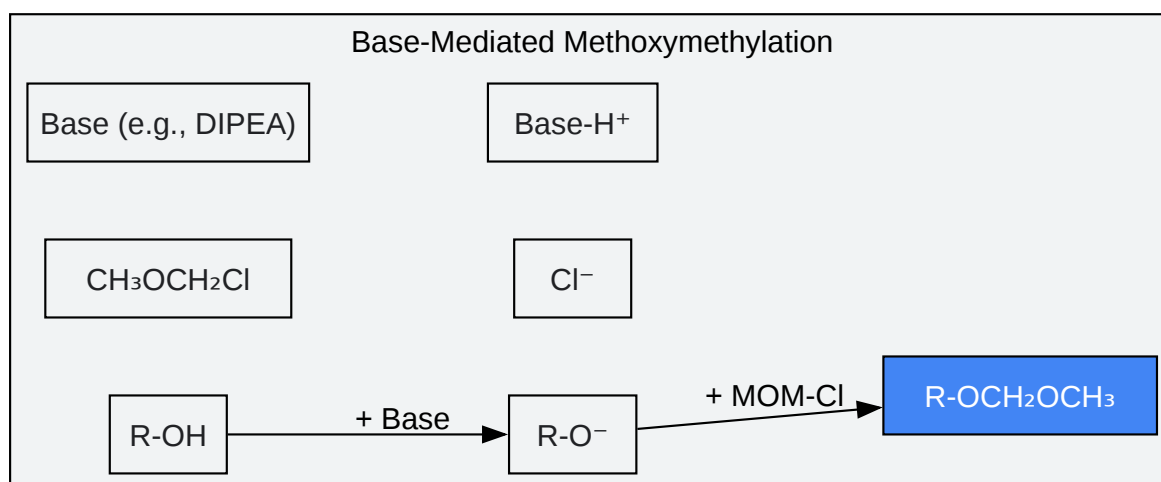 Base-Mediated Methoxymethylation
Base (e.g., DIPEA)
Base-H⁺
CH₃OCH₂Cl
Cl⁻
R-OH
+ Base
R-O⁻
+ MOM-Cl
R-OCH₂OCH₃